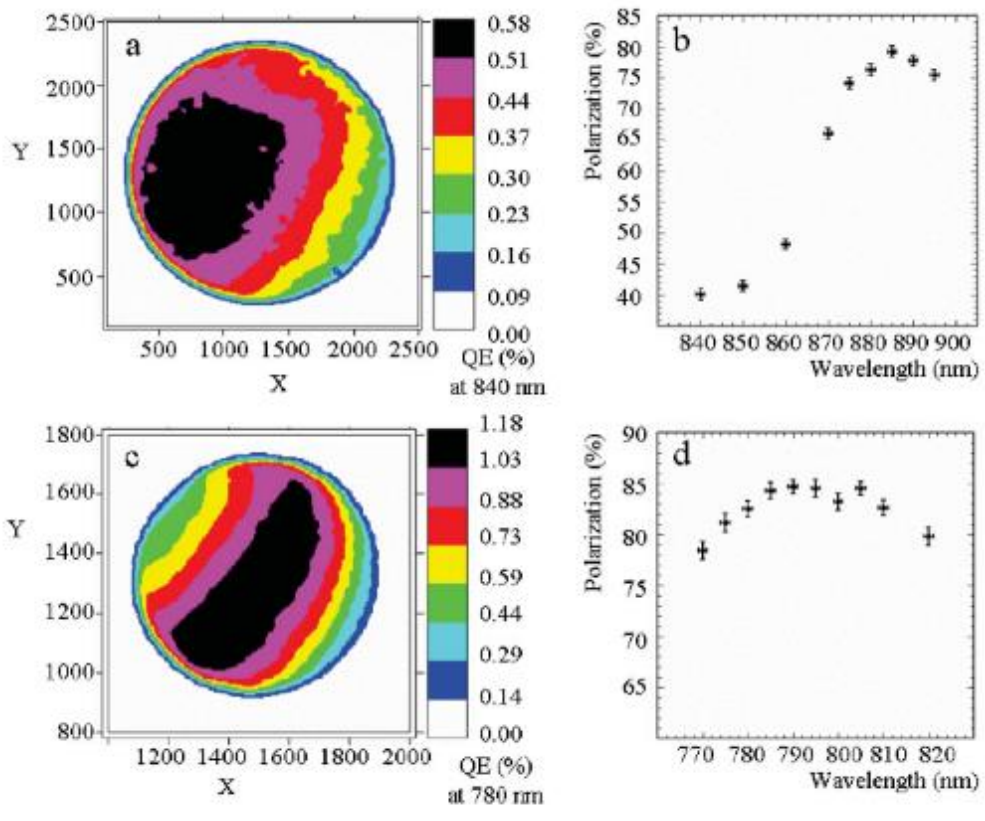 a
Y
2500
2000
1500
1000
500
500 1000 1500 2000 2500
X
0.58
0.51
0.44
0.37
0.30
0.23
0.16
0.09
0.00
QE (%)
at 840 nm
b
Polarization (%)
85
80
75
70
65
60
55
50
45
40
840 850 860 870 880 890 900
Wavelength (nm)
c
Y
1800
1600
1400
1200
1000
800
1200 1400 1600 1800 2000
X
1.18
1.03
0.88
0.73
0.59
0.44
0.29
0.14
0.00
QE (%)
at 780 nm
d
Polarization (%)
90
85
80
75
70
65
770 780 790 800 810 820
Wavelength (nm)